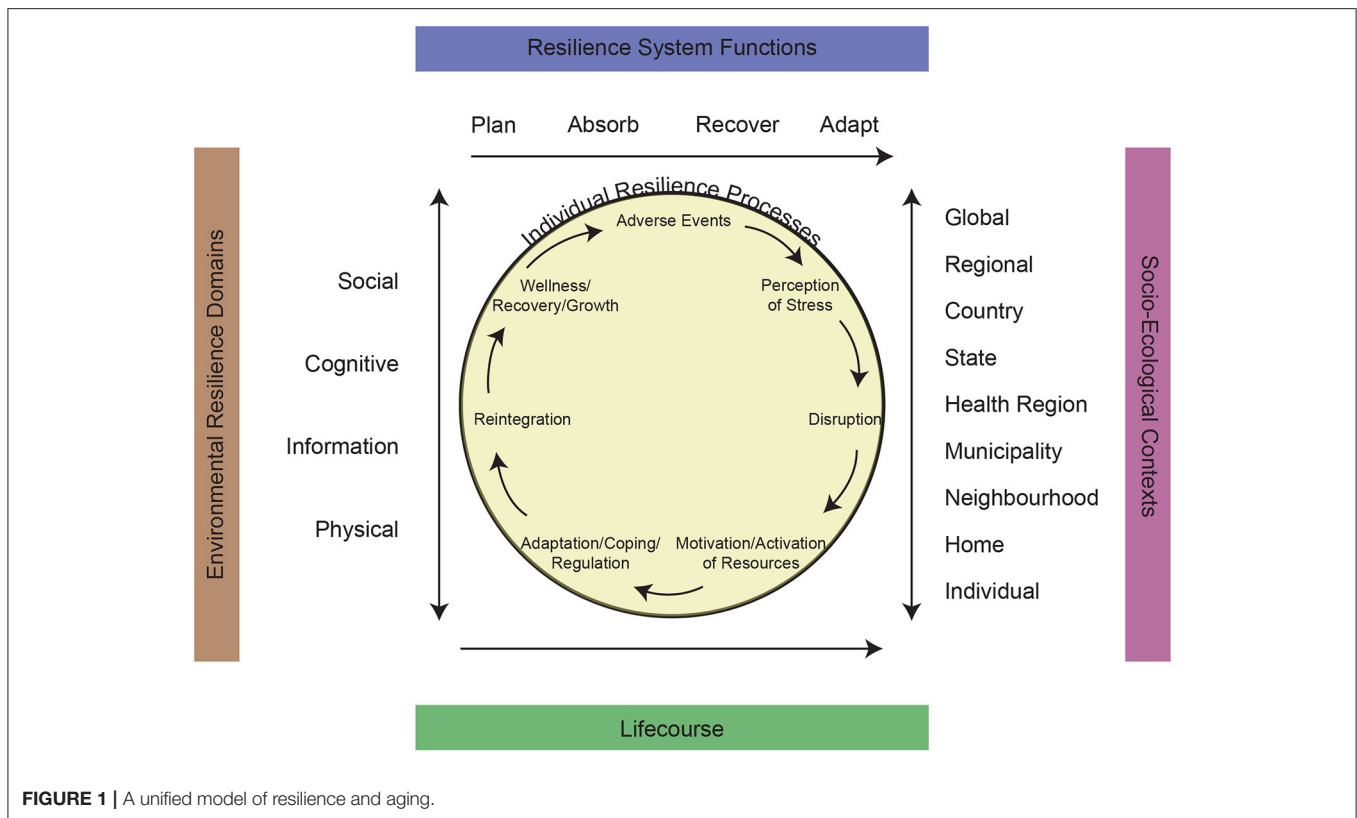 Resilience System Functions
Plan Absorb Recover Adapt
Environmental Resilience Domains
Social
Cognitive
Information
Physical
Individual Resilience Processes
Adverse Events
Perception
of Stress
Disruption
Motivation/Activation
of Resources
Adaptation/Coping/
Regulation
Reintegration
Wellness/
Recovery/Growth
Global
Regional
Country
State
Health Region
Municipality
Neighbourhood
Home
Individual
Socio-Ecological Contexts
Lifecourse
FIGURE 1 | A unified model of resilience and aging.